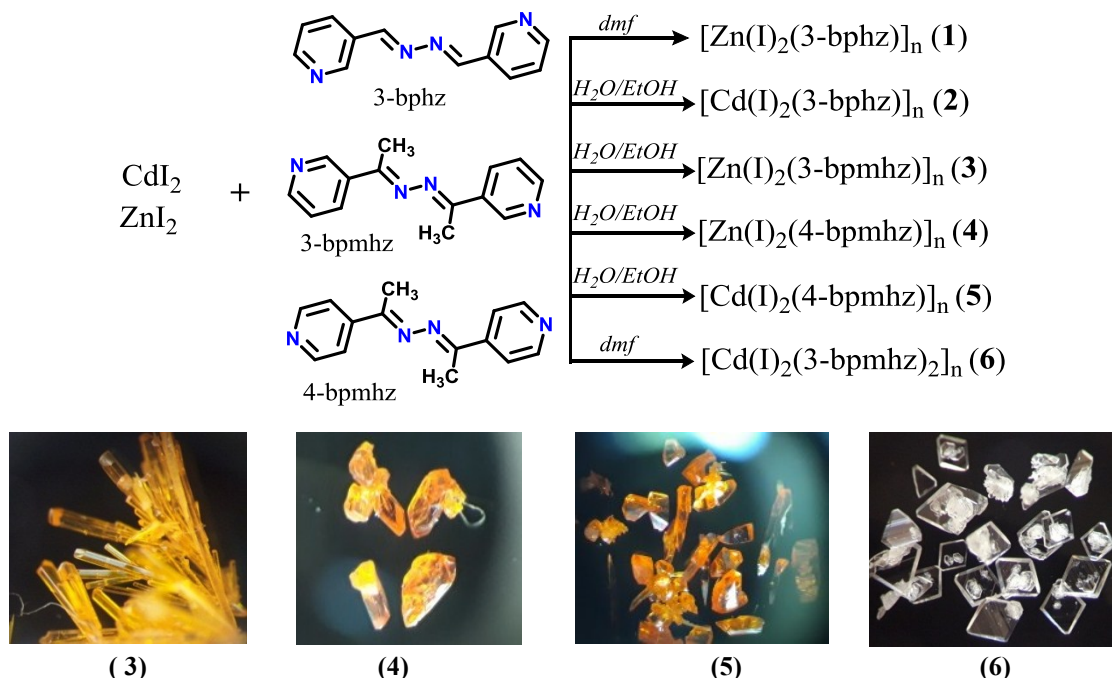 CdI2
ZnI2
+
N
N
N
N
3-bphz
CH3
N
N
N
N
H3C
3-bpmhz
CH3
N
N
N
N
H3C
4-bpmhz
dmf
[Zn(I)2(3-bphz)]n (1)
H2O/EtOH
[Cd(I)2(3-bphz)]n (2)
H2O/EtOH
[Zn(I)2(3-bpmhz)]n (3)
H2O/EtOH
[Zn(I)2(4-bpmhz)]n (4)
H2O/EtOH
[Cd(I)2(4-bpmhz)]n (5)
dmf
[Cd(I)2(3-bpmhz)2]n (6)
( 3)
(4)
(5)
(6)